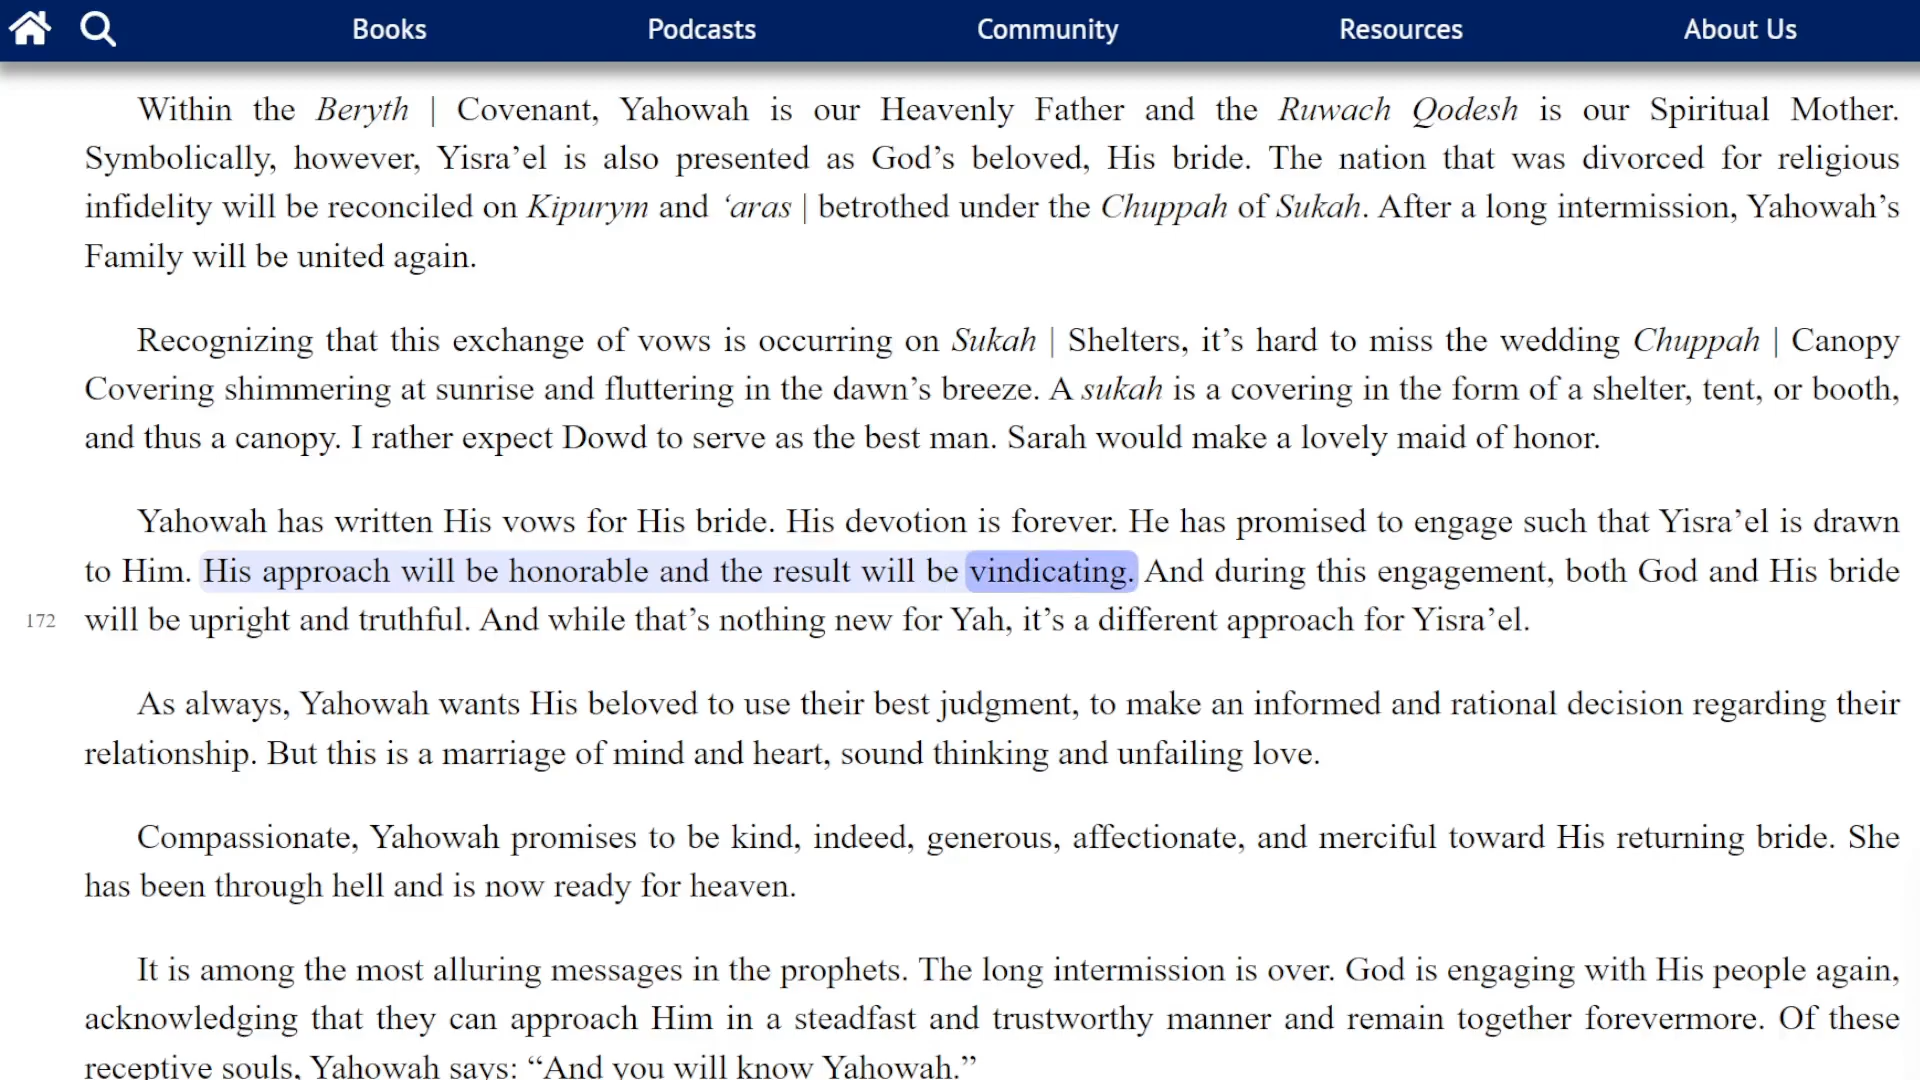 Books Podcasts Community Resources About Us
Within the Beryth | Covenant, Yahowah is our Heavenly Father and the Ruwach Qodesh is our Spiritual Mother.
Symbolically, however, Yisra’el is also presented as God’s beloved, His bride. The nation that was divorced for religious
infidelity will be reconciled on Kipurym and ‘aras | betrothed under the Chuppah of Sukah. After a long intermission, Yahowah’s
Family will be united again.
Recognizing that this exchange of vows is occurring on Sukah | Shelters, it’s hard to miss the wedding Chuppah | Canopy
Covering shimmering at sunrise and fluttering in the dawn’s breeze. A sukah is a covering in the form of a shelter, tent, or booth,
and thus a canopy. I rather expect Dowd to serve as the best man. Sarah would make a lovely maid of honor.
Yahowah has written His vows for His bride. His devotion is forever. He has promised to engage such that Yisra’el is drawn
to Him. His approach will be honorable and the result will be vindicating. And during this engagement, both God and His bride
172 will be upright and truthful. And while that’s nothing new for Yah, it’s a different approach for Yisra’el.
As always, Yahowah wants His beloved to use their best judgment, to make an informed and rational decision regarding their
relationship. But this is a marriage of mind and heart, sound thinking and unfailing love.
Compassionate, Yahowah promises to be kind, indeed, generous, affectionate, and merciful toward His returning bride. She
has been through hell and is now ready for heaven.
It is among the most alluring messages in the prophets. The long intermission is over. God is engaging with His people again,
acknowledging that they can approach Him in a steadfast and trustworthy manner and remain together forevermore. Of these
receptive souls, Yahowah says: “And you will know Yahowah.”